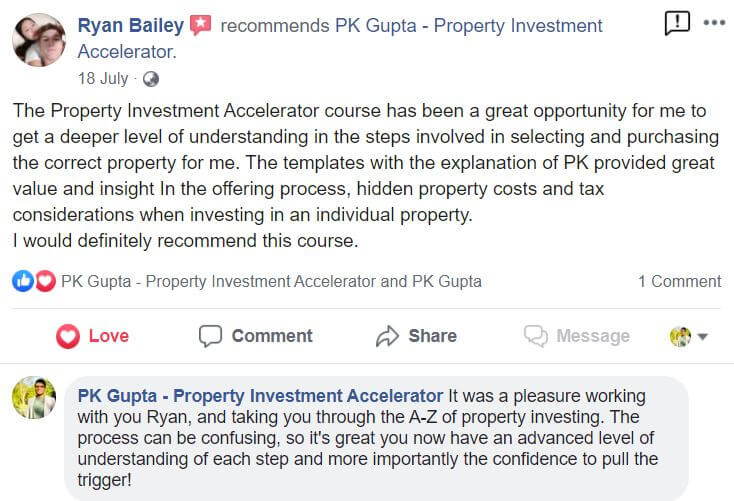 Ryan Bailey recommends PK Gupta - Property Investment
Accelerator.
18 July ·
The Property Investment Accelerator course has been a great opportunity for me to
get a deeper level of understanding in the steps involved in selecting and purchasing
the correct property for me. The templates with the explanation of PK provided great
value and insight In the offering process, hidden property costs and tax
considerations when investing in an individual property.
I would definitely recommend this course.
PK Gupta - Property Investment Accelerator and PK Gupta 1 Comment
Love Comment Share Message
PK Gupta - Property Investment Accelerator It was a pleasure working
with you Ryan, and taking you through the A-Z of property investing. The
process can be confusing, so it's great you now have an advanced level of
understanding of each step and more importantly the confidence to pull the
trigger!